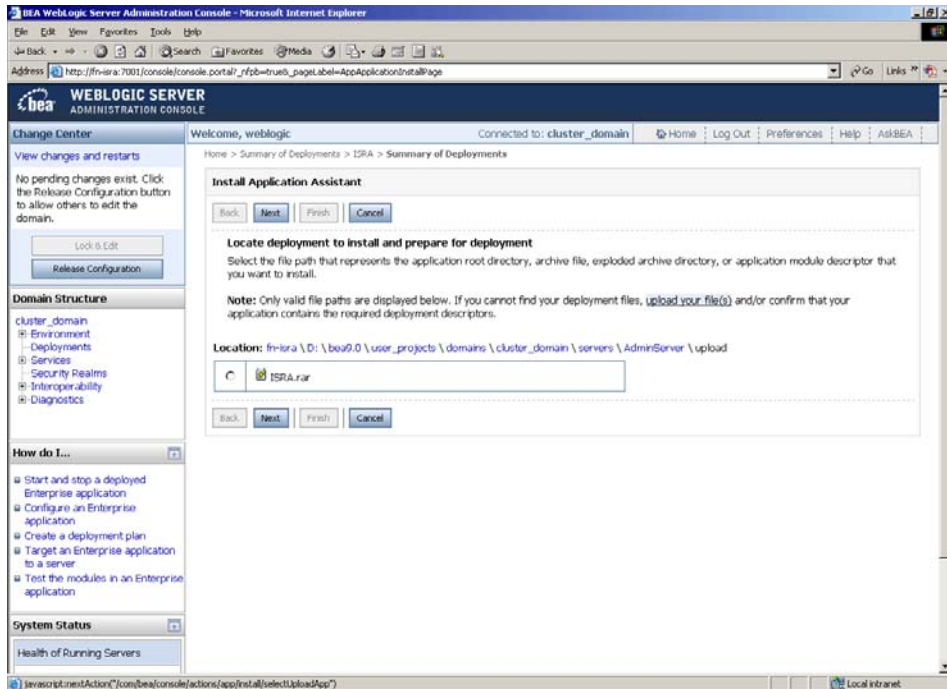 BEA WebLogic Server Administration Console - Microsoft Internet Explorer
File Edit View Favorites Tools Help
Back Search Favorites Media
Address http://fn-isra:7001/console/console.portal?_nfpb=true&_pageLabel=AppApplicationInstallPage Go Links »
bea WEBLOGIC SERVER
ADMINISTRATION CONSOLE
Change Center
View changes and restarts
No pending changes exist. Click
the Release Configuration button
to allow others to edit the
domain.
Lock & Edit
Release Configuration
Domain Structure
cluster_domain
Environment
Deployments
Services
Security Realms
Interoperability
Diagnostics
How do I...
Start and stop a deployed
Enterprise application
Configure an Enterprise
application
Create a deployment plan
Target an Enterprise application
to a server
Test the modules in an Enterprise
application
System Status
Health of Running Servers
Welcome, weblogic Connected to: cluster_domain Home Log Out Preferences Help AskBEA
Home > Summary of Deployments > ISRA > Summary of Deployments
Install Application Assistant
Back Next Finish Cancel
Locate deployment to install and prepare for deployment
Select the file path that represents the application root directory, archive file, exploded archive directory, or application module descriptor that
you want to install.
Note: Only valid file paths are displayed below. If you cannot find your deployment files, upload your file(s) and/or confirm that your
application contains the required deployment descriptors.
Location: fn-isra \ D: \ bea9.0 \ user_projects \ domains \ cluster_domain \ servers \ AdminServer \ upload
ISRA.rar
Back Next Finish Cancel
javascript:nextAction("/com/bea/console/actions/app/install/selectUploadApp") Local intranet